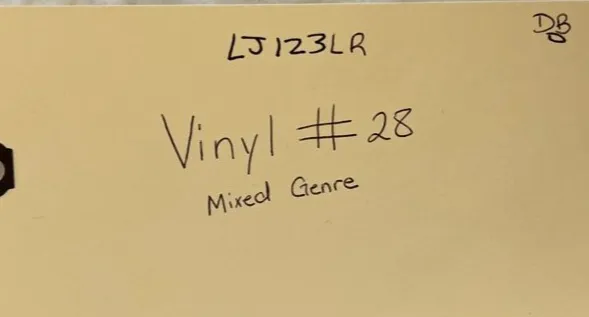 LJ123LR
DB
Vinyl # 28
Mixed Genre